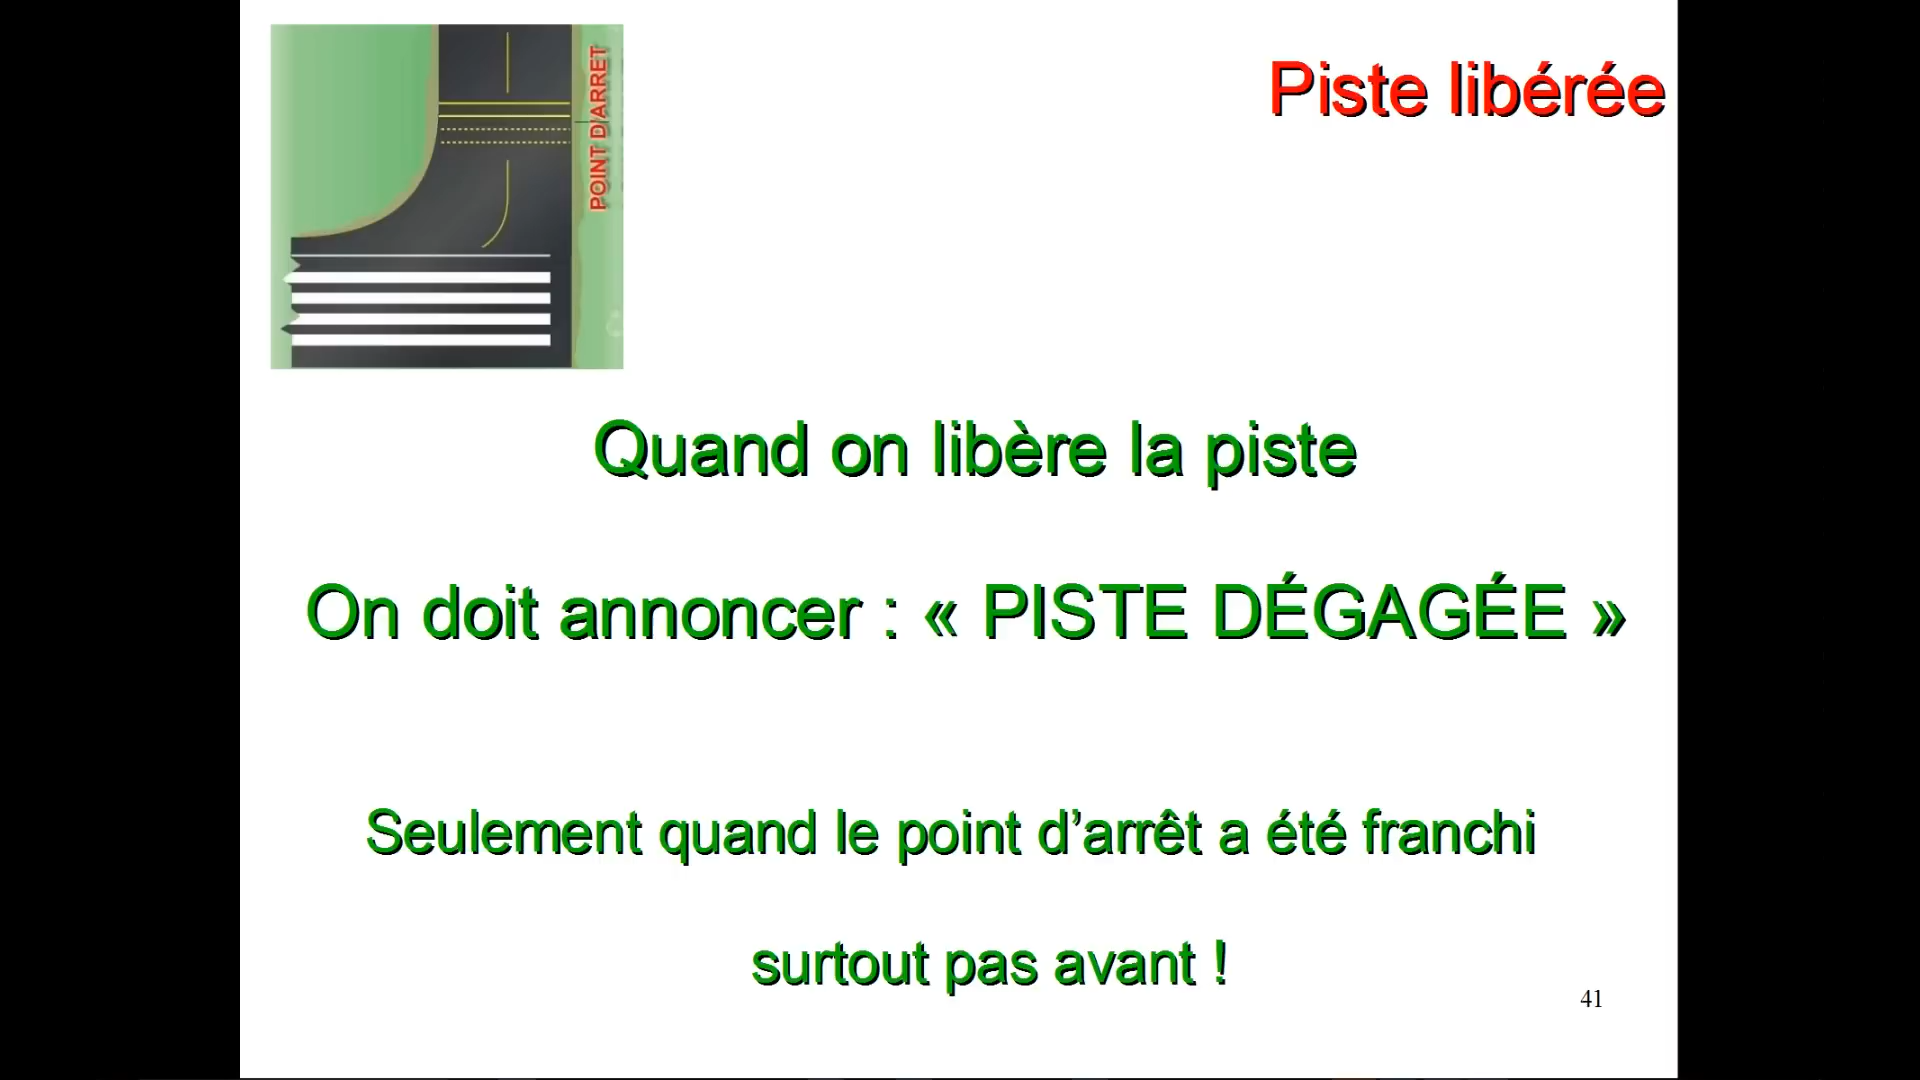 POINT D'ARRET
Piste libérée
Quand on libère la piste
On doit annoncer : « PISTE DÉGAGÉE »
Seulement quand le point d’arrêt a été franchi
surtout pas avant !
41